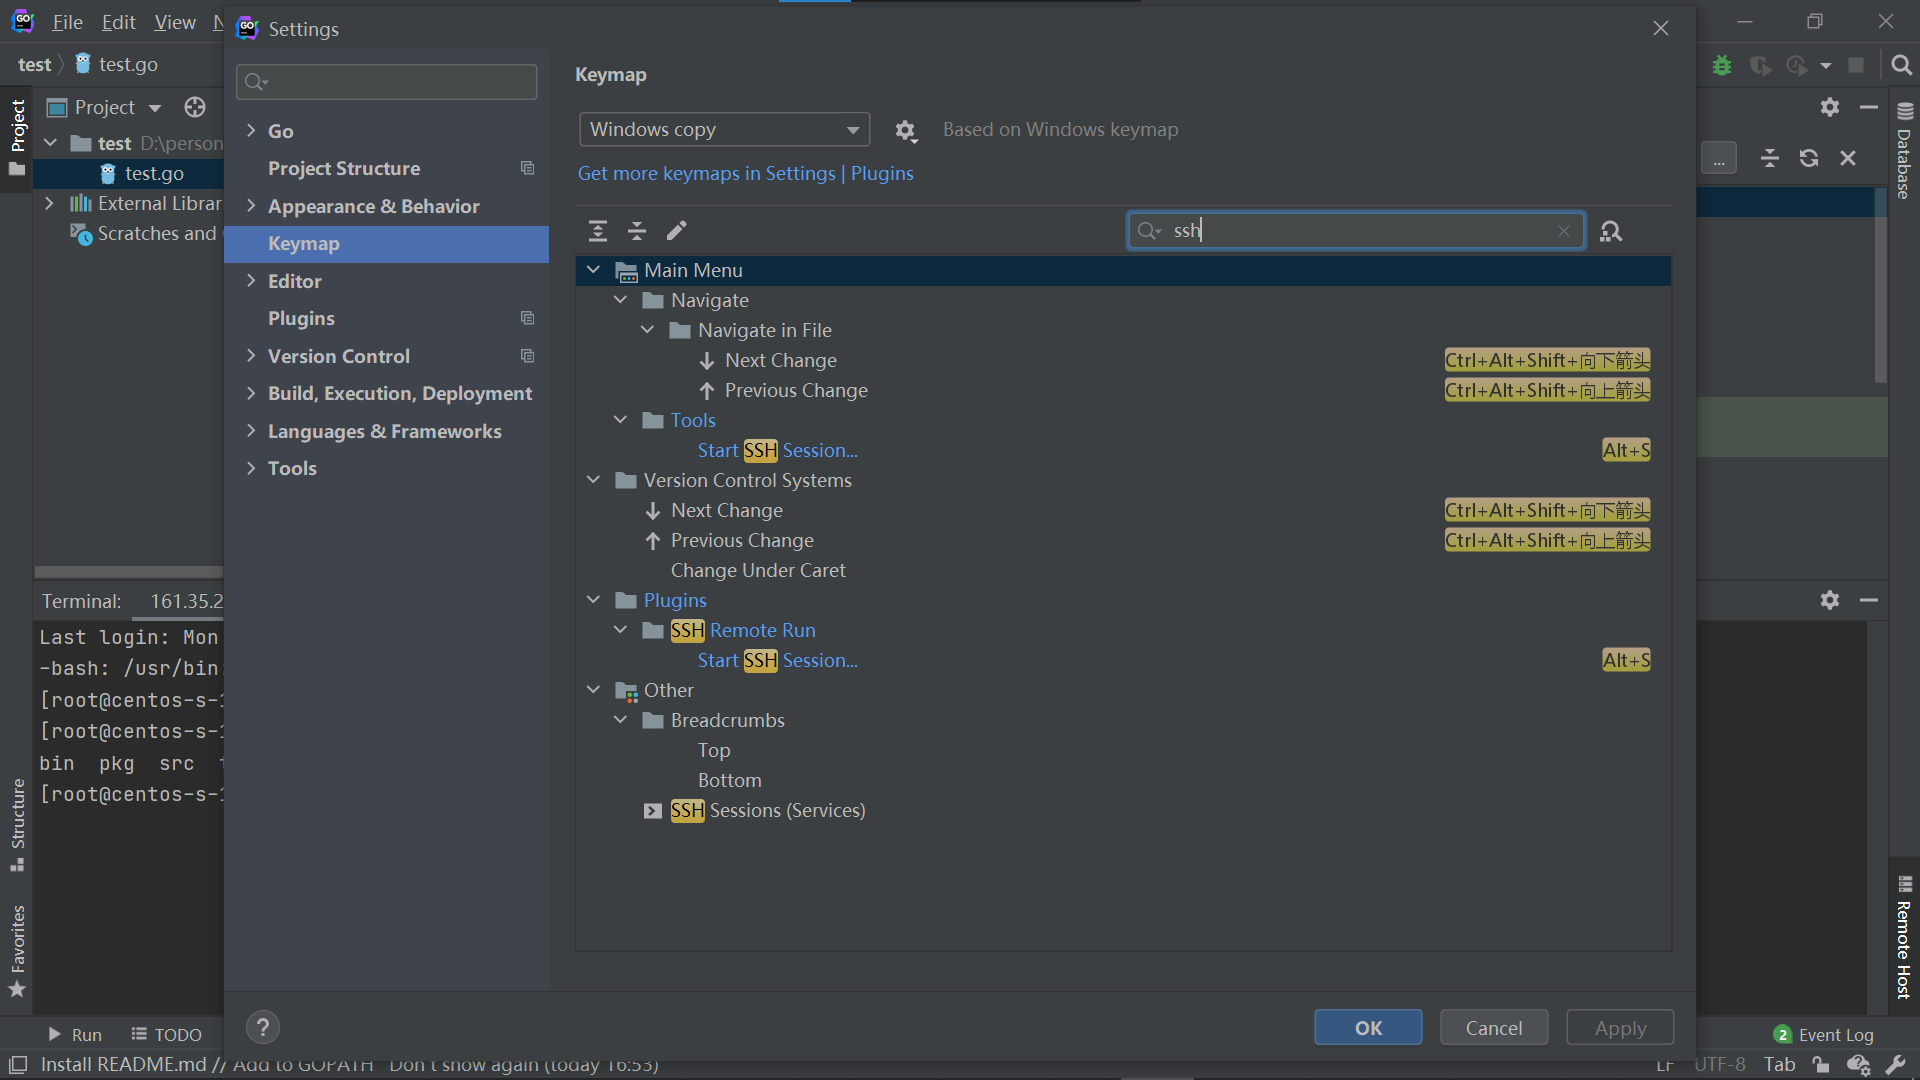 File Edit View
Settings
test test.go
Project
Project
test D:\person
test.go
External Librar
Scratches and
Go
Project Structure
Appearance & Behavior
Keymap
Editor
Plugins
Version Control
Build, Execution, Deployment
Languages & Frameworks
Tools
Keymap
Windows copy
Based on Windows keymap
Get more keymaps in Settings | Plugins
ssh
Main Menu
Navigate
Navigate in File
Next Change Ctrl+Alt+Shift+向下箭头
Previous Change Ctrl+Alt+Shift+向上箭头
Tools
Start SSH Session... Alt+S
Version Control Systems
Next Change Ctrl+Alt+Shift+向下箭头
Previous Change Ctrl+Alt+Shift+向上箭头
Change Under Caret
Plugins
SSH Remote Run
Start SSH Session... Alt+S
Other
Breadcrumbs
Top
Bottom
SSH Sessions (Services)
...
Database
Remote Host
Terminal: 161.35.2
Last login: Mon
-bash: /usr/bin
[root@centos-s-1
[root@centos-s-1
bin pkg src
[root@centos-s-1
Structure
Favorites
?
OK Cancel Apply
Run TODO
2 Event Log
Install README.md // Add to GOPATH Don't show again (today 16:53)
LF UTF-8 Tab